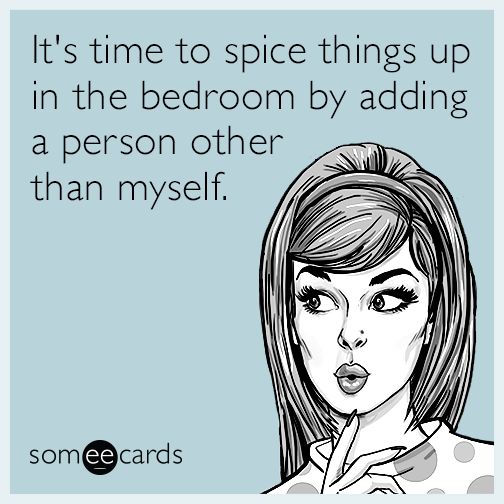 It's time to spice things up
in the bedroom by adding
a person other
than myself.
someecards